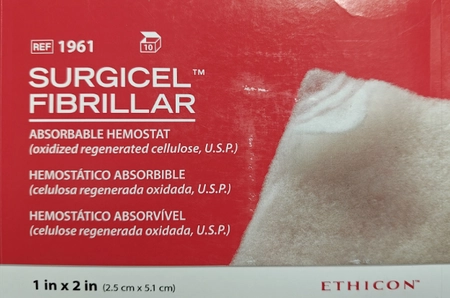 REF 1961
10
SURGICEL™
FIBRILLAR
ABSORBABLE HEMOSTAT
(oxidized regenerated cellulose, U.S.P.)
HEMOSTÁTICO ABSORBIBLE
(celulosa regenerada oxidada, U.S.P.)
HEMOSTÁTICO ABSORVÍVEL
(celulose regenerada oxidada, U.S.P.)
1 in x 2 in (2.5 cm x 5.1 cm)
ETHICON™